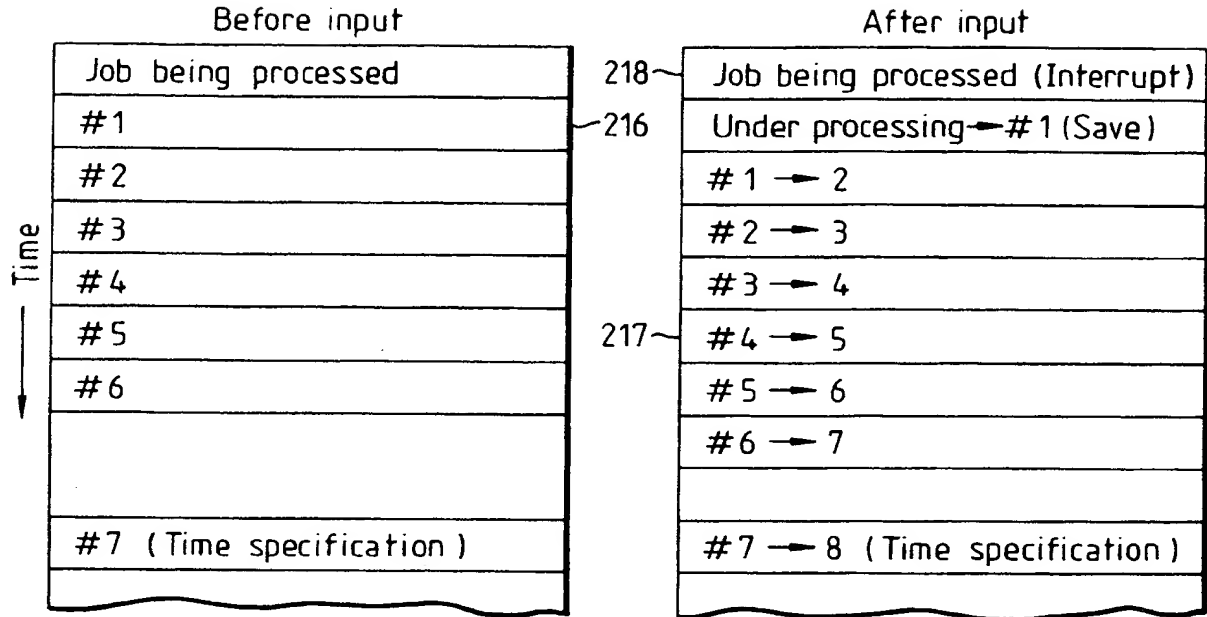 Before input
Job being processed
#1
#2
#3
#4
#5
#6
#7 (Time specification)
Time
216
After input
218
Job being processed (Interrupt)
Under processing → #1 (Save)
#1 → 2
#2 → 3
#3 → 4
217
#4 → 5
#5 → 6
#6 → 7
#7 → 8 (Time specification)